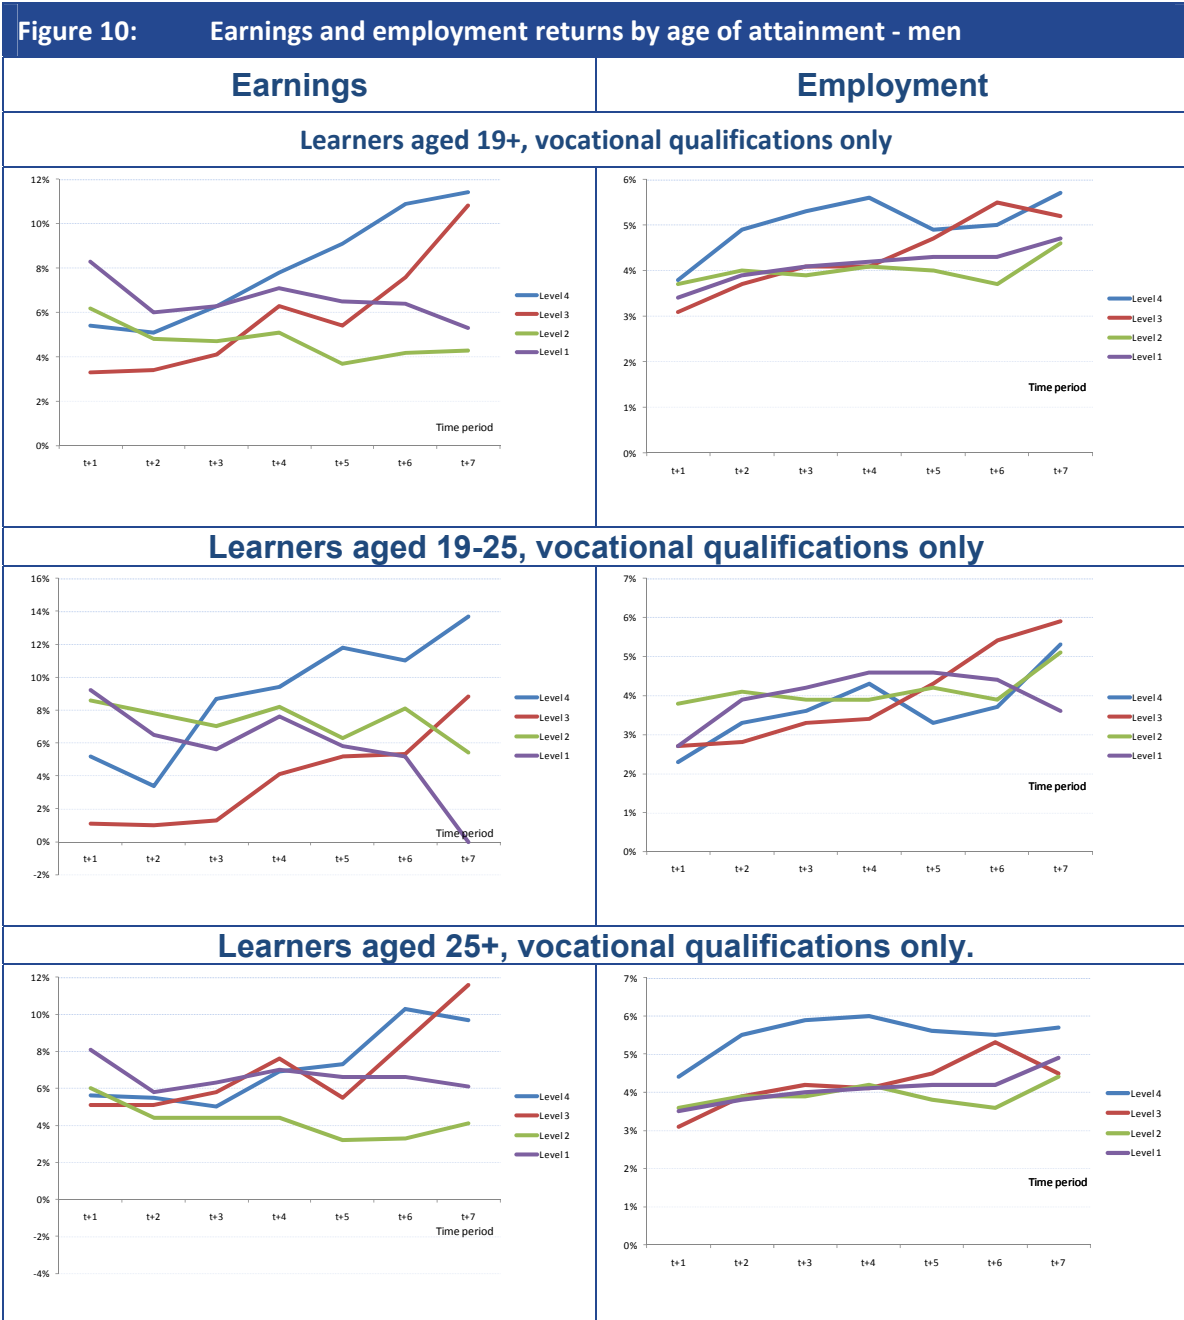 Figure 10: Earnings and employment returns by age of attainment - men
Earnings
Employment
Learners aged 19+, vocational qualifications only
12%
10%
8%
6%
4%
2%
0%
t+1 t+2 t+3 t+4 t+5 t+6 t+7
Time period
Level 4
Level 3
Level 2
Level 1
6%
5%
4%
3%
2%
1%
0%
t+1 t+2 t+3 t+4 t+5 t+6 t+7
Time period
Level 4
Level 3
Level 2
Level 1
Learners aged 19-25, vocational qualifications only
16%
14%
12%
10%
8%
6%
4%
2%
0%
-2%
t+1 t+2 t+3 t+4 t+5 t+6 t+7
Time period
Level 4
Level 3
Level 2
Level 1
7%
6%
5%
4%
3%
2%
1%
0%
t+1 t+2 t+3 t+4 t+5 t+6 t+7
Time period
Level 4
Level 3
Level 2
Level 1
Learners aged 25+, vocational qualifications only.
12%
10%
8%
6%
4%
2%
0%
-2%
-4%
t+1 t+2 t+3 t+4 t+5 t+6 t+7
Time period
Level 4
Level 3
Level 2
Level 1
7%
6%
5%
4%
3%
2%
1%
0%
t+1 t+2 t+3 t+4 t+5 t+6 t+7
Time period
Level 4
Level 3
Level 2
Level 1